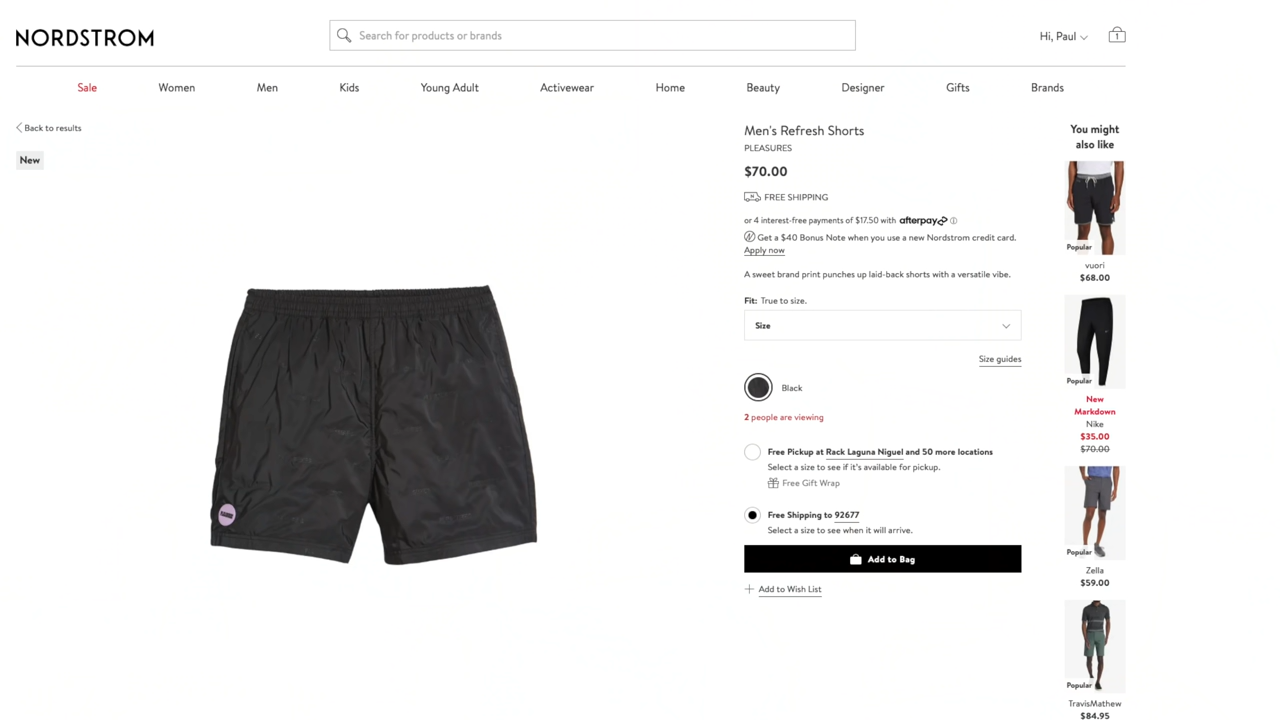 NORDSTROM
Search for products or brands
Hi, Paul
1
Sale Women Men Kids Young Adult Activewear Home Beauty Designer Gifts Brands
Back to results
New
Men's Refresh Shorts
PLEASURES
$70.00
FREE SHIPPING
or 4 interest-free payments of $17.50 with afterpay
Get a $40 Bonus Note when you use a new Nordstrom credit card.
Apply now
A sweet brand print punches up laid-back shorts with a versatile vibe.
Fit: True to size.
Size
Size guides
Black
2 people are viewing
Free Pickup at Rack Laguna Niguel and 50 more locations
Select a size to see if it's available for pickup.
Free Gift Wrap
Free Shipping to 92677
Select a size to see when it will arrive.
Add to Bag
Add to Wish List
You might
also like
Popular
vuori
$68.00
Popular
New
Markdown
Nike
$35.00
$70.00
Popular
Zella
$59.00
Popular
TravisMathew
$84.95